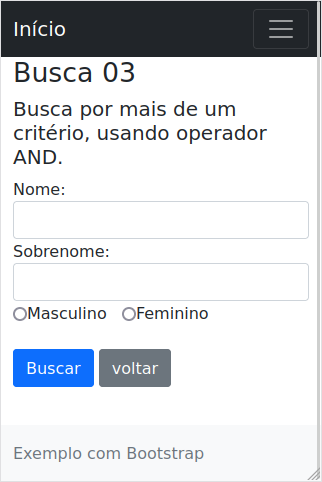 Início
Busca 03
Busca por mais de um
critério, usando operador
AND.
Nome:
Sobrenome:
Masculino Feminino
Buscar voltar
Exemplo com Bootstrap